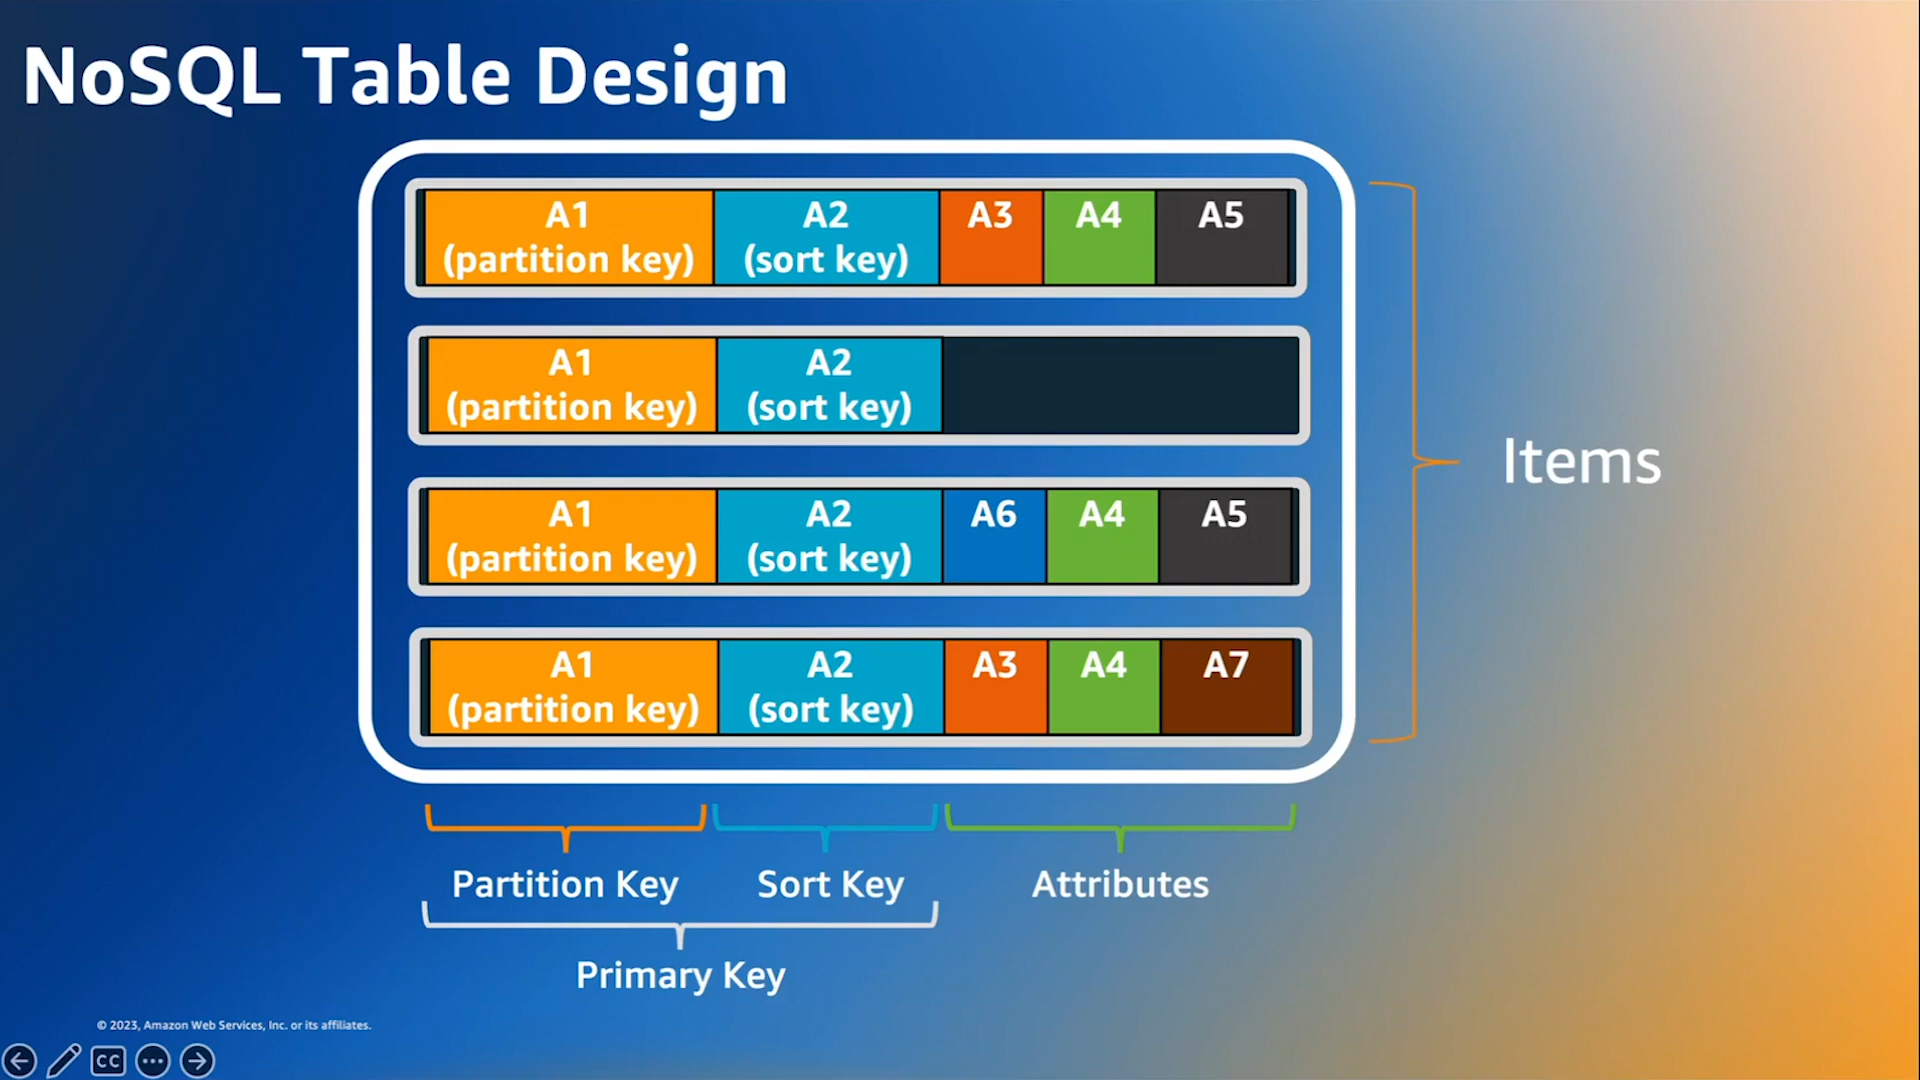 NoSQL Table Design
A1
(partition key)
A2
(sort key)
A3
A4
A5
A1
(partition key)
A2
(sort key)
A1
(partition key)
A2
(sort key)
A6
A4
A5
A1
(partition key)
A2
(sort key)
A3
A4
A7
Items
Partition Key
Sort Key
Attributes
Primary Key
© 2023, Amazon Web Services, Inc. or its affiliates.
CC